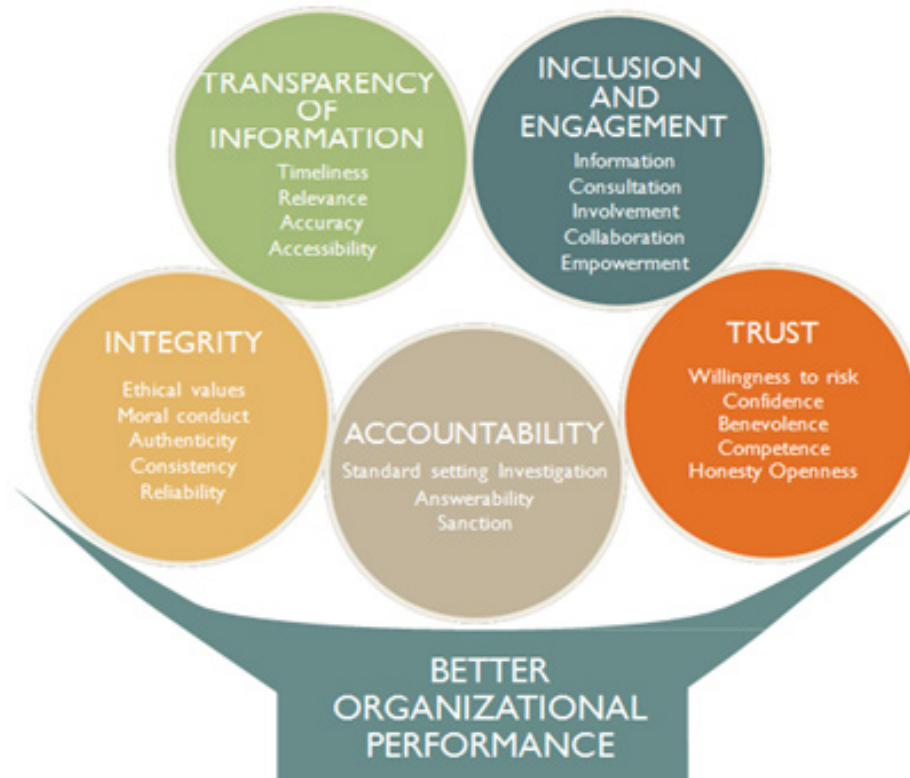 TRANSPARENCY
OF
INFORMATION
Timeliness
Relevance
Accuracy
Accessibility
INCLUSION
AND
ENGAGEMENT
Information
Consultation
Involvement
Collaboration
Empowerment
INTEGRITY
Ethical values
Moral conduct
Authenticity
Consistency
Reliability
ACCOUNTABILITY
Standard setting Investigation
Answerability
Sanction
TRUST
Willingness to risk
Confidence
Benevolence
Competence
Honesty Openness
BETTER
ORGANIZATIONAL
PERFORMANCE